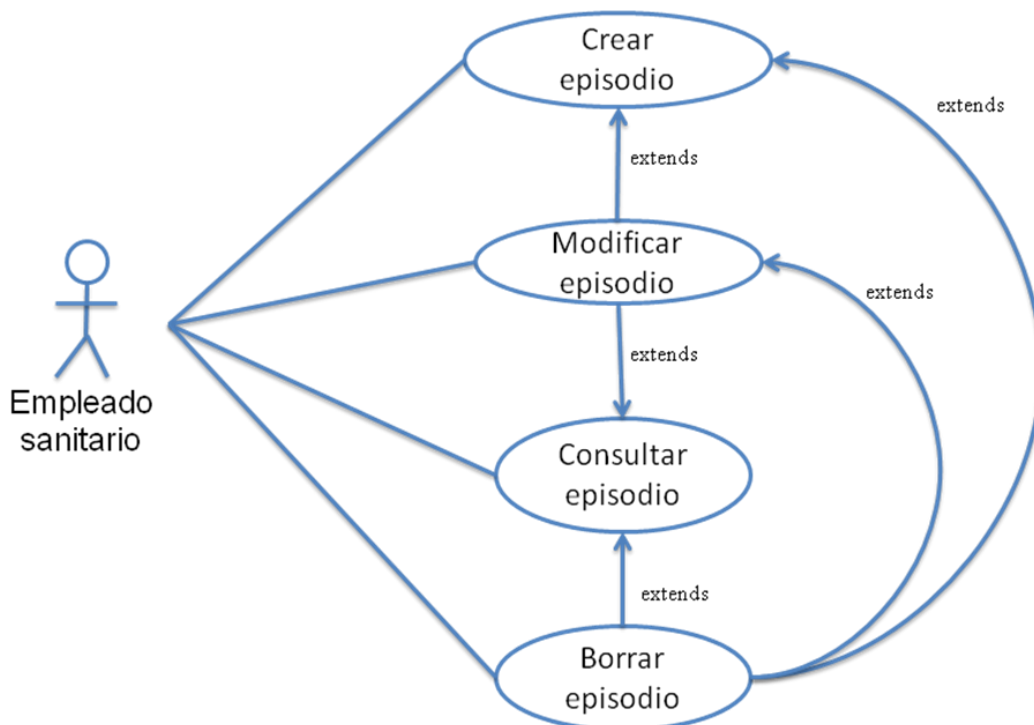 Crear
episodio
extends
extends
Modificar
episodio
extends
extends
Empleado
sanitario
Consultar
episodio
extends
Borrar
episodio